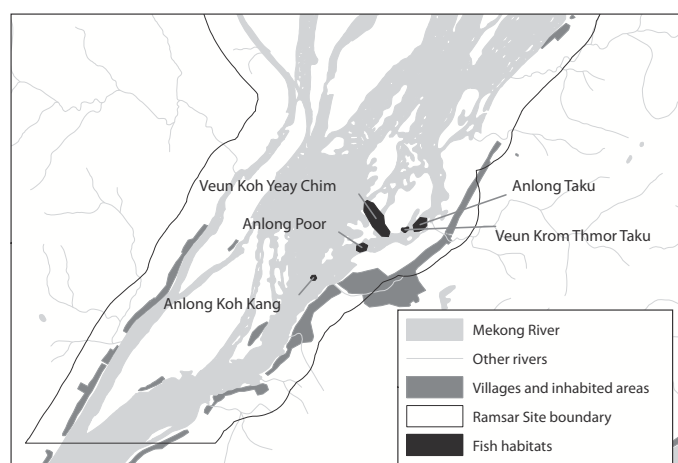 Veun Koh Yeay Chim
Anlong Taku
Anlong Poor
Veun Krom Thmor Taku
Anlong Koh Kang
Mekong River
Other rivers
Villages and inhabited areas
Ramsar Site boundary
Fish habitats